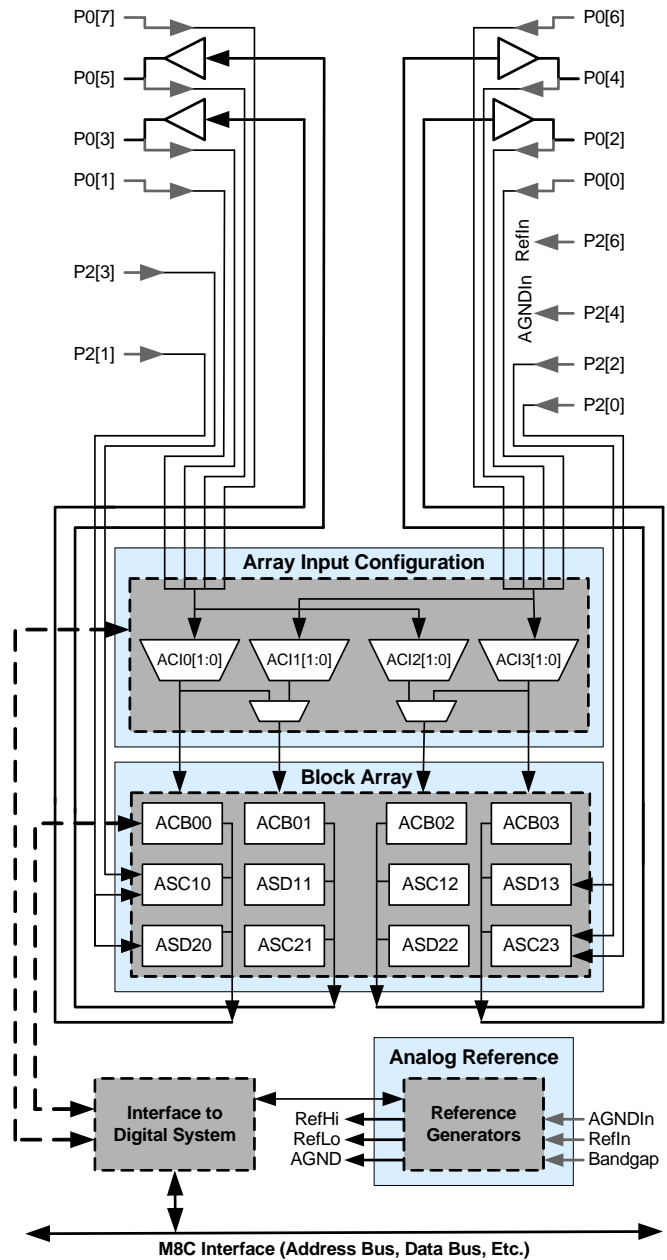 P0[7]
P0[6]
P0[5]
P0[4]
P0[3]
P0[2]
P0[1]
P0[0]
RefIn
P2[6]
P2[3]
AGNDIn
P2[4]
P2[1]
P2[2]
P2[0]
Array Input Configuration
ACI0[1:0]
ACI1[1:0]
ACI2[1:0]
ACI3[1:0]
Block Array
ACB00
ACB01
ACB02
ACB03
ASC10
ASD11
ASC12
ASD13
ASD20
ASC21
ASD22
ASC23
Analog Reference
Interface to
Digital System
RefHi
RefLo
AGND
Reference
Generators
AGNDIn
RefIn
Bandgap
M8C Interface (Address Bus, Data Bus, Etc.)